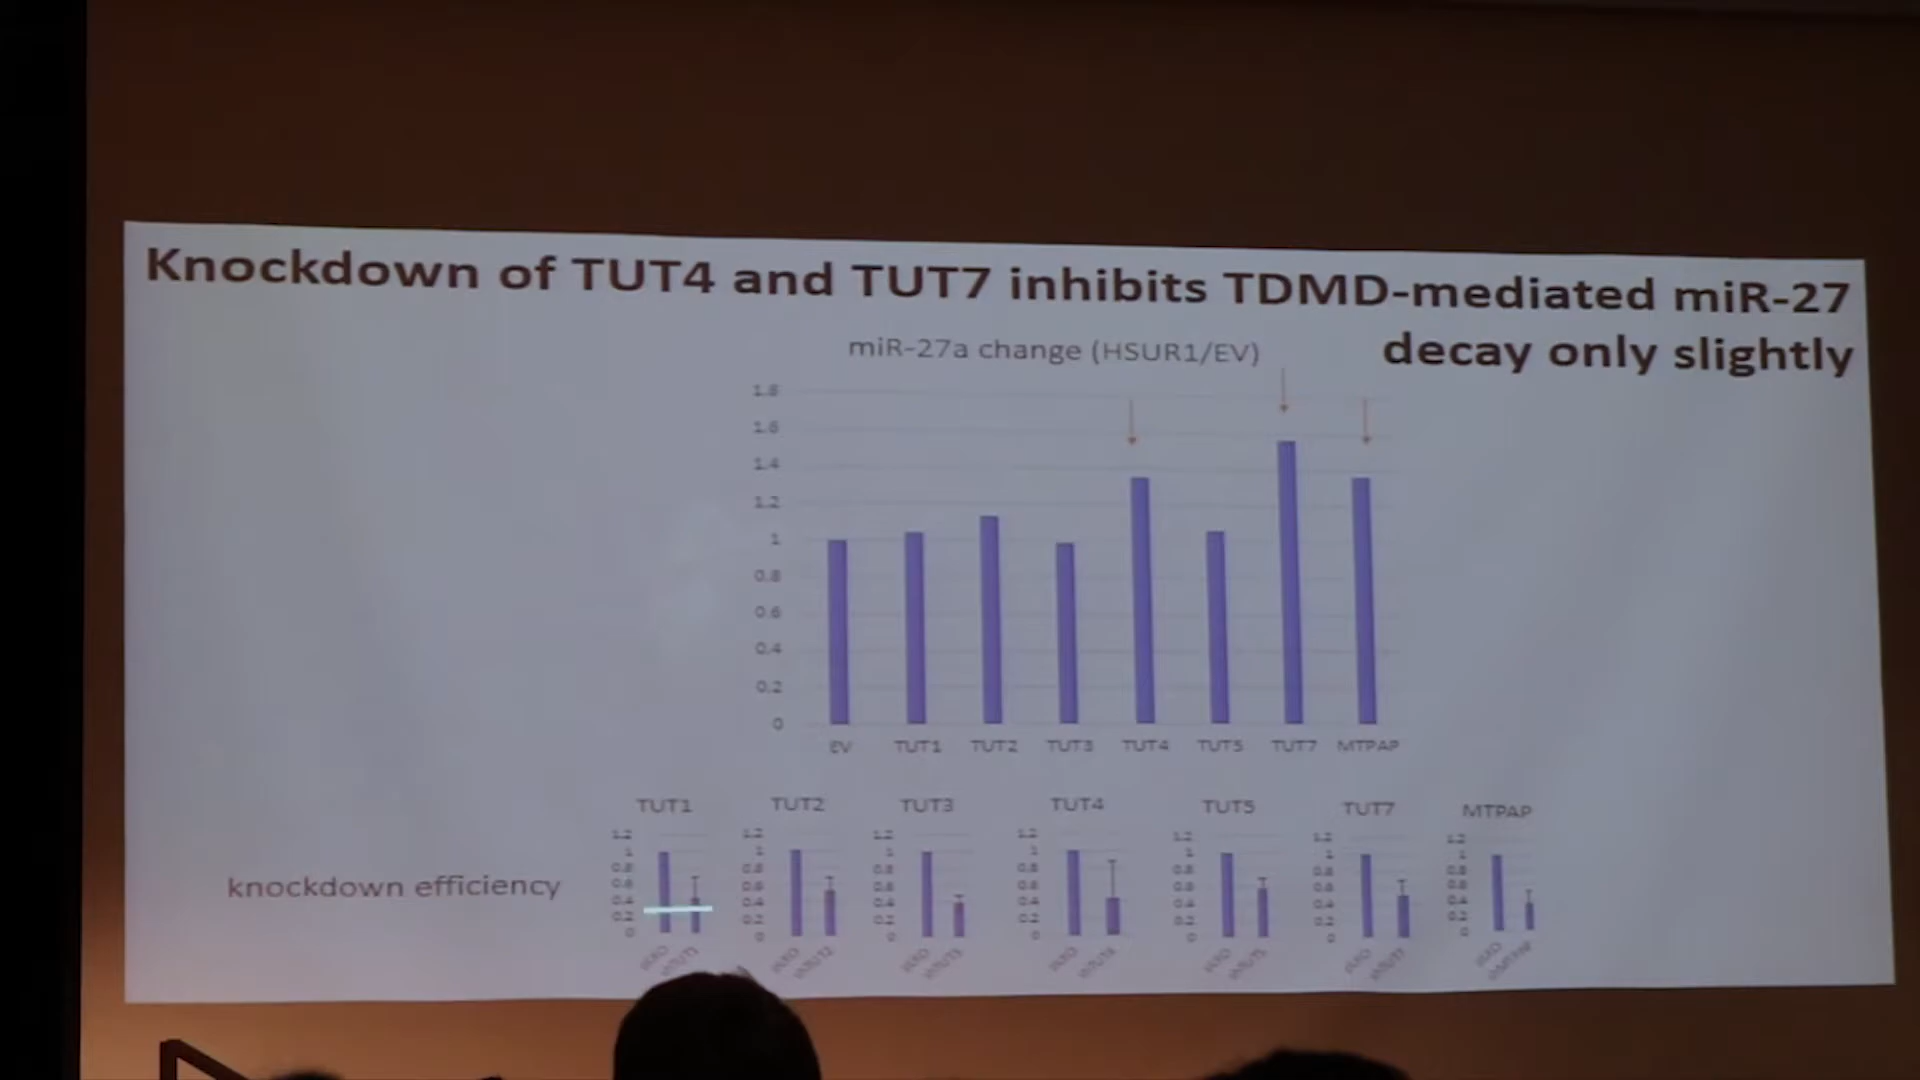 Knockdown of TUT4 and TUT7 inhibits TDMD-mediated miR-27
decay only slightly
miR-27a change (HSUR1/EV)
1.8
1.6
1.4
1.2
1
0.8
0.6
0.4
0.2
0
EV TUT1 TUT2 TUT3 TUT4 TUT5 TUT7 MTPAP
knockdown efficiency
TUT1 TUT2 TUT3 TUT4 TUT5 TUT7 MTPAP
1.2 1.2 1.2 1.2 1.2 1.2 1.2
1 1 1 1 1 1 1
0.8 0.8 0.8 0.8 0.8 0.8 0.8
0.6 0.6 0.6 0.6 0.6 0.6 0.6
0.4 0.4 0.4 0.4 0.4 0.4 0.4
0.2 0.2 0.2 0.2 0.2 0.2 0.2
0 0 0 0 0 0 0